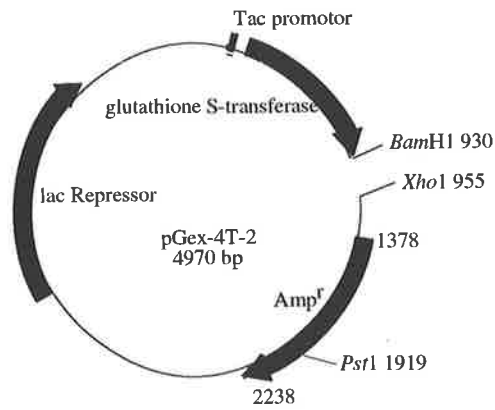 Tac promotor
glutathione S-transferase
BamH1 930
Xho1 955
lac Repressor
pGex-4T-2
4970 bp
1378
Ampr
Pst1 1919
2238